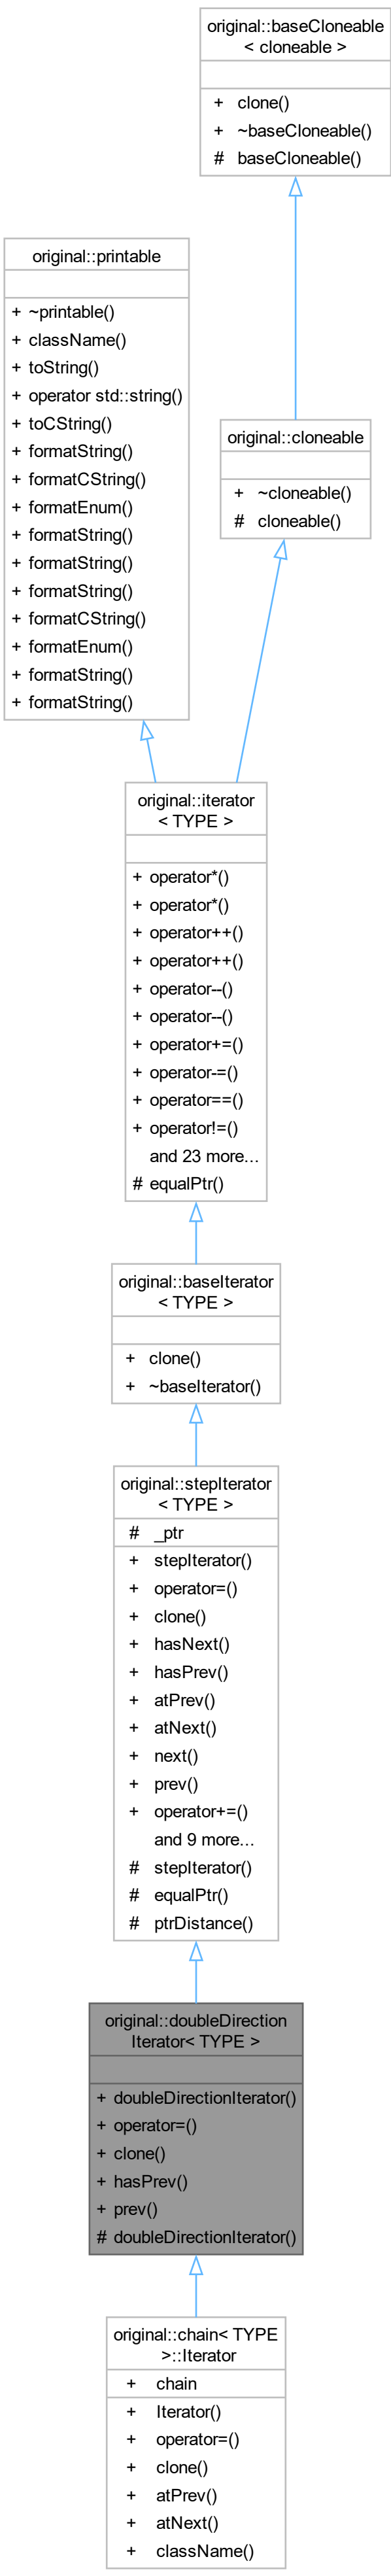 original::baseCloneable
< cloneable >
+ clone()
+ ~baseCloneable()
# baseCloneable()
original::printable
+ ~printable()
+ className()
+ toString()
+ operator std::string()
+ toCString()
+ formatString()
+ formatCString()
+ formatEnum()
+ formatString()
+ formatString()
+ formatString()
+ formatCString()
+ formatEnum()
+ formatString()
+ formatString()
original::cloneable
+ ~cloneable()
# cloneable()
original::iterator
< TYPE >
+ operator*()
+ operator*()
+ operator++()
+ operator++()
+ operator--()
+ operator--()
+ operator+=()
+ operator-=()
+ operator==()
+ operator!=()
and 23 more...
# equalPtr()
original::baseIterator
< TYPE >
+ clone()
+ ~baseIterator()
original::stepIterator
< TYPE >
# _ptr
+ stepIterator()
+ operator=()
+ clone()
+ hasNext()
+ hasPrev()
+ atPrev()
+ atNext()
+ next()
+ prev()
+ operator+=()
and 9 more...
# stepIterator()
# equalPtr()
# ptrDistance()
original::doubleDirection
Iterator< TYPE >
+ doubleDirectionIterator()
+ operator=()
+ clone()
+ hasPrev()
+ prev()
# doubleDirectionIterator()
original::chain< TYPE
>::Iterator
+ chain
+ Iterator()
+ operator=()
+ clone()
+ atPrev()
+ atNext()
+ className()